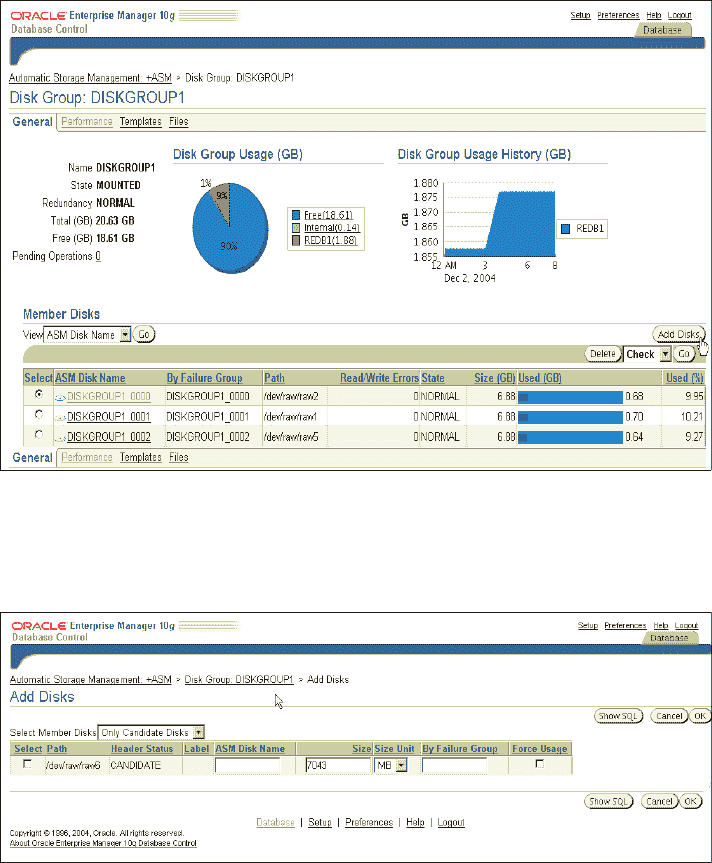 ORACLE Enterprise Manager 10g
Database Control
Setup Preferences Help Logout
Database
Automatic Storage Management: +ASM > Disk Group: DISKGROUP1
Disk Group: DISKGROUP1
General Performance Templates Files
Name DISKGROUP1
State MOUNTED
Redundancy NORMAL
Total (GB) 20.63 GB
Free (GB) 18.61 GB
Pending Operations 0
Disk Group Usage (GB)
1%
9%
90%
Free(18.61)
Internal(0.14)
REDB1(1.88)
Disk Group Usage History (GB)
GB
1.880
1.875
1.870
1.865
1.860
1.855
12 AM 3 6 8
Dec 2, 2004
REDB1
Member Disks
View ASM Disk Name Go
Add Disks
Delete Check Go
Select ASM Disk Name By Failure Group Path Read/Write Errors State Size (GB) Used (GB) Used (%)
DISKGROUP1_0000 DISKGROUP1_0000 /dev/raw/raw2 0 NORMAL 6.88 0.68 9.95
DISKGROUP1_0001 DISKGROUP1_0001 /dev/raw/raw4 0 NORMAL 6.88 0.70 10.21
DISKGROUP1_0002 DISKGROUP1_0002 /dev/raw/raw5 0 NORMAL 6.88 0.64 9.27
General Performance Templates Files
ORACLE Enterprise Manager 10g
Database Control
Setup Preferences Help Logout
Database
Automatic Storage Management: +ASM > Disk Group: DISKGROUP1 > Add Disks
Add Disks
Show SQL Cancel OK
Select Member Disks Only Candidate Disks
Select Path Header Status Label ASM Disk Name Size Size Unit By Failure Group Force Usage
/dev/raw/raw6 CANDIDATE 7043 MB
Show SQL Cancel OK
Database | Setup | Preferences | Help | Logout
Copyright © 1996, 2004, Oracle. All rights reserved.
About Oracle Enterprise Manager 10g Database Control